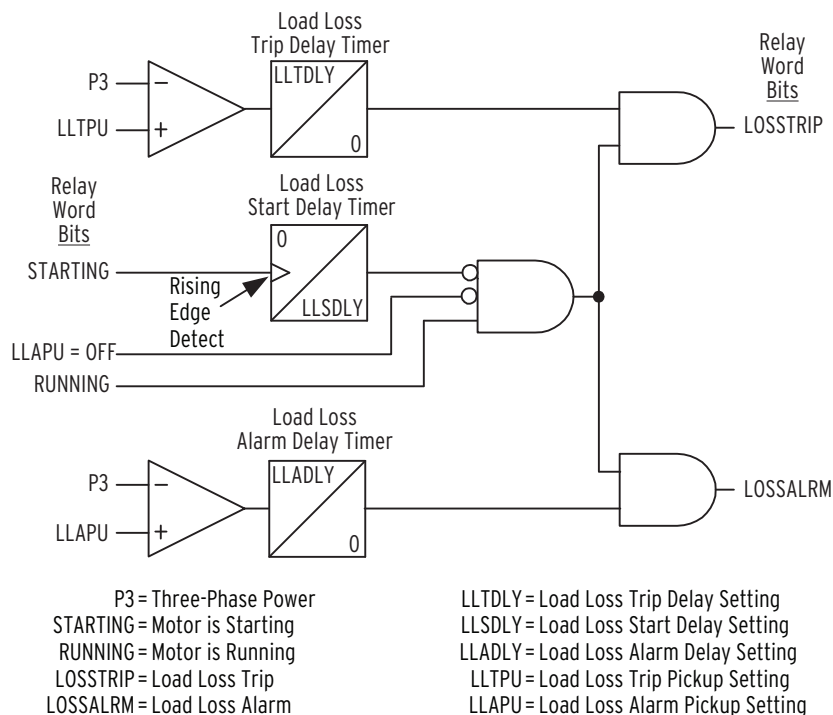 Load Loss
Trip Delay Timer
Relay
Word
Bits
P3
−
LLTPU
+
LLTDLY
0
LOSSTRIP
Relay
Word
Bits
Load Loss
Start Delay Timer
0
STARTING
Rising
Edge
Detect
LLSDLY
LLAPU = OFF
RUNNING
Load Loss
Alarm Delay Timer
P3
−
LLAPU
+
LLADLY
0
LOSSALRM
P3 = Three-Phase Power
STARTING = Motor is Starting
RUNNING = Motor is Running
LOSSTRIP = Load Loss Trip
LOSSALRM = Load Loss Alarm
LLTDLY = Load Loss Trip Delay Setting
LLSDLY = Load Loss Start Delay Setting
LLADLY = Load Loss Alarm Delay Setting
LLTPU = Load Loss Trip Pickup Setting
LLAPU = Load Loss Alarm Pickup Setting